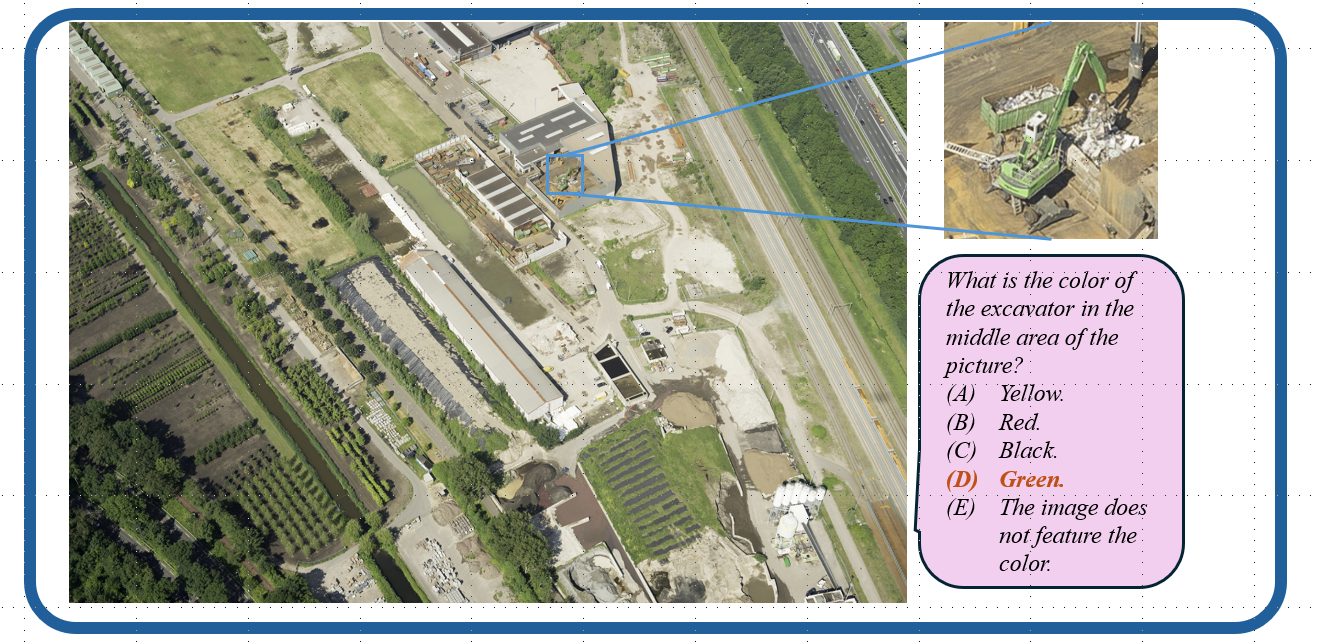 What is the color of
the excavator in the
middle area of the
picture?
(A) Yellow.
(B) Red.
(C) Black.
(D) Green.
(E) The image does
not feature the
color.